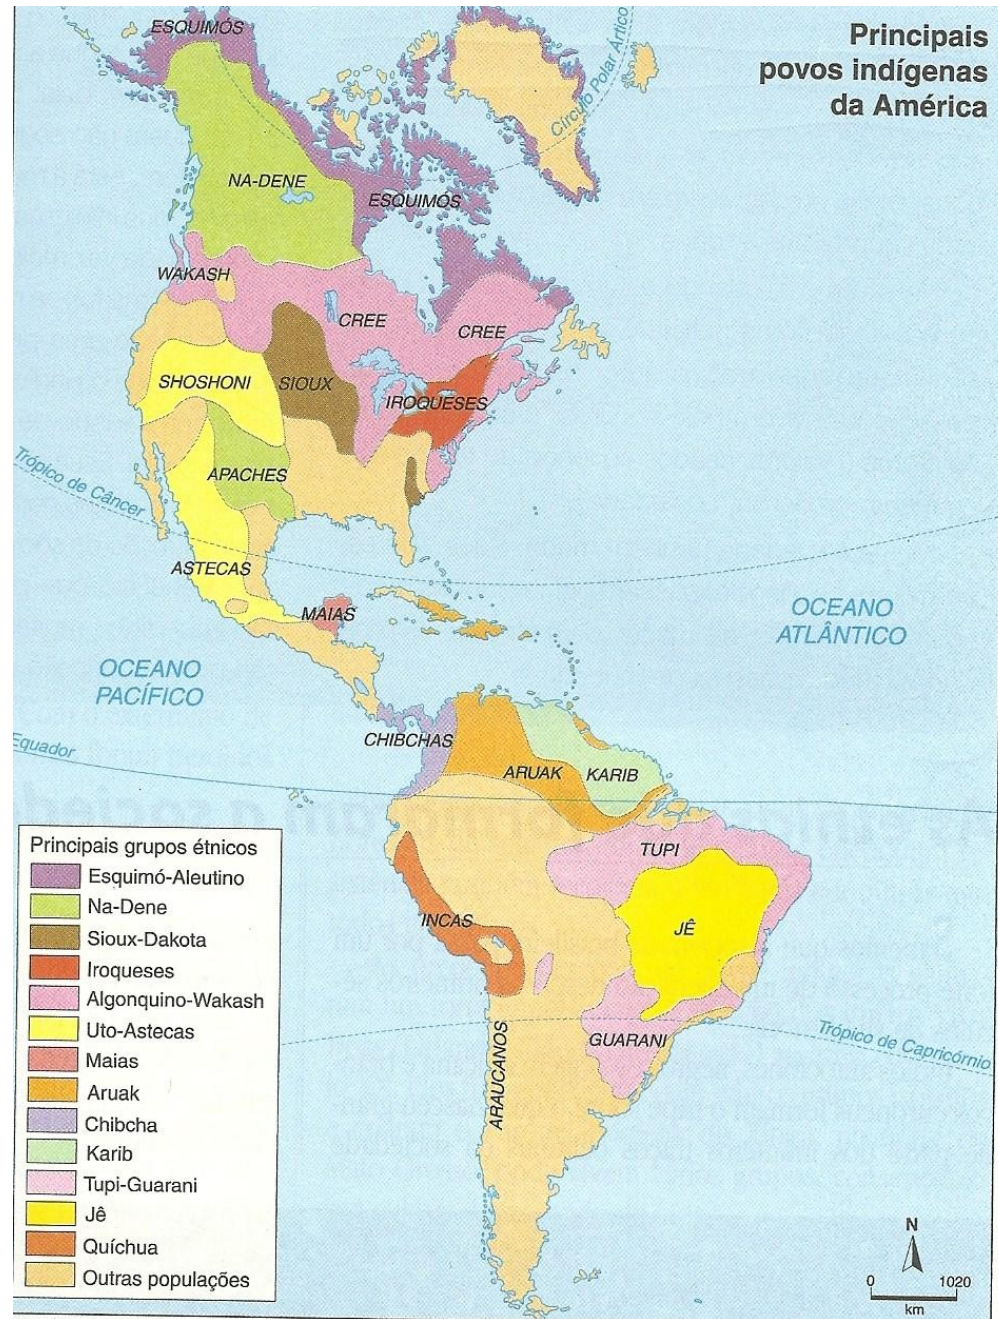 Principais
povos indígenas
da América
ESQUIMÓS
Círculo Polar Ártico
NA-DENE
ESQUIMÓS
WAKASH
CREE
CREE
SHOSHONI
SIOUX
IROQUESES
APACHES
Trópico de Câncer
ASTECAS
MAIAS
OCEANO
ATLÂNTICO
OCEANO
PACÍFICO
CHIBCHAS
Equador
ARUAK
KARIB
TUPI
JÊ
INCAS
GUARANI
Trópico de Capricórnio
ARAUCANOS
Principais grupos étnicos
Esquimó-Aleutino
Na-Dene
Sioux-Dakota
Iroqueses
Algonquino-Wakash
Uto-Astecas
Maias
Aruak
Chibcha
Karib
Tupi-Guarani
Jê
Quíchua
Outras populações
N
0 1020
km